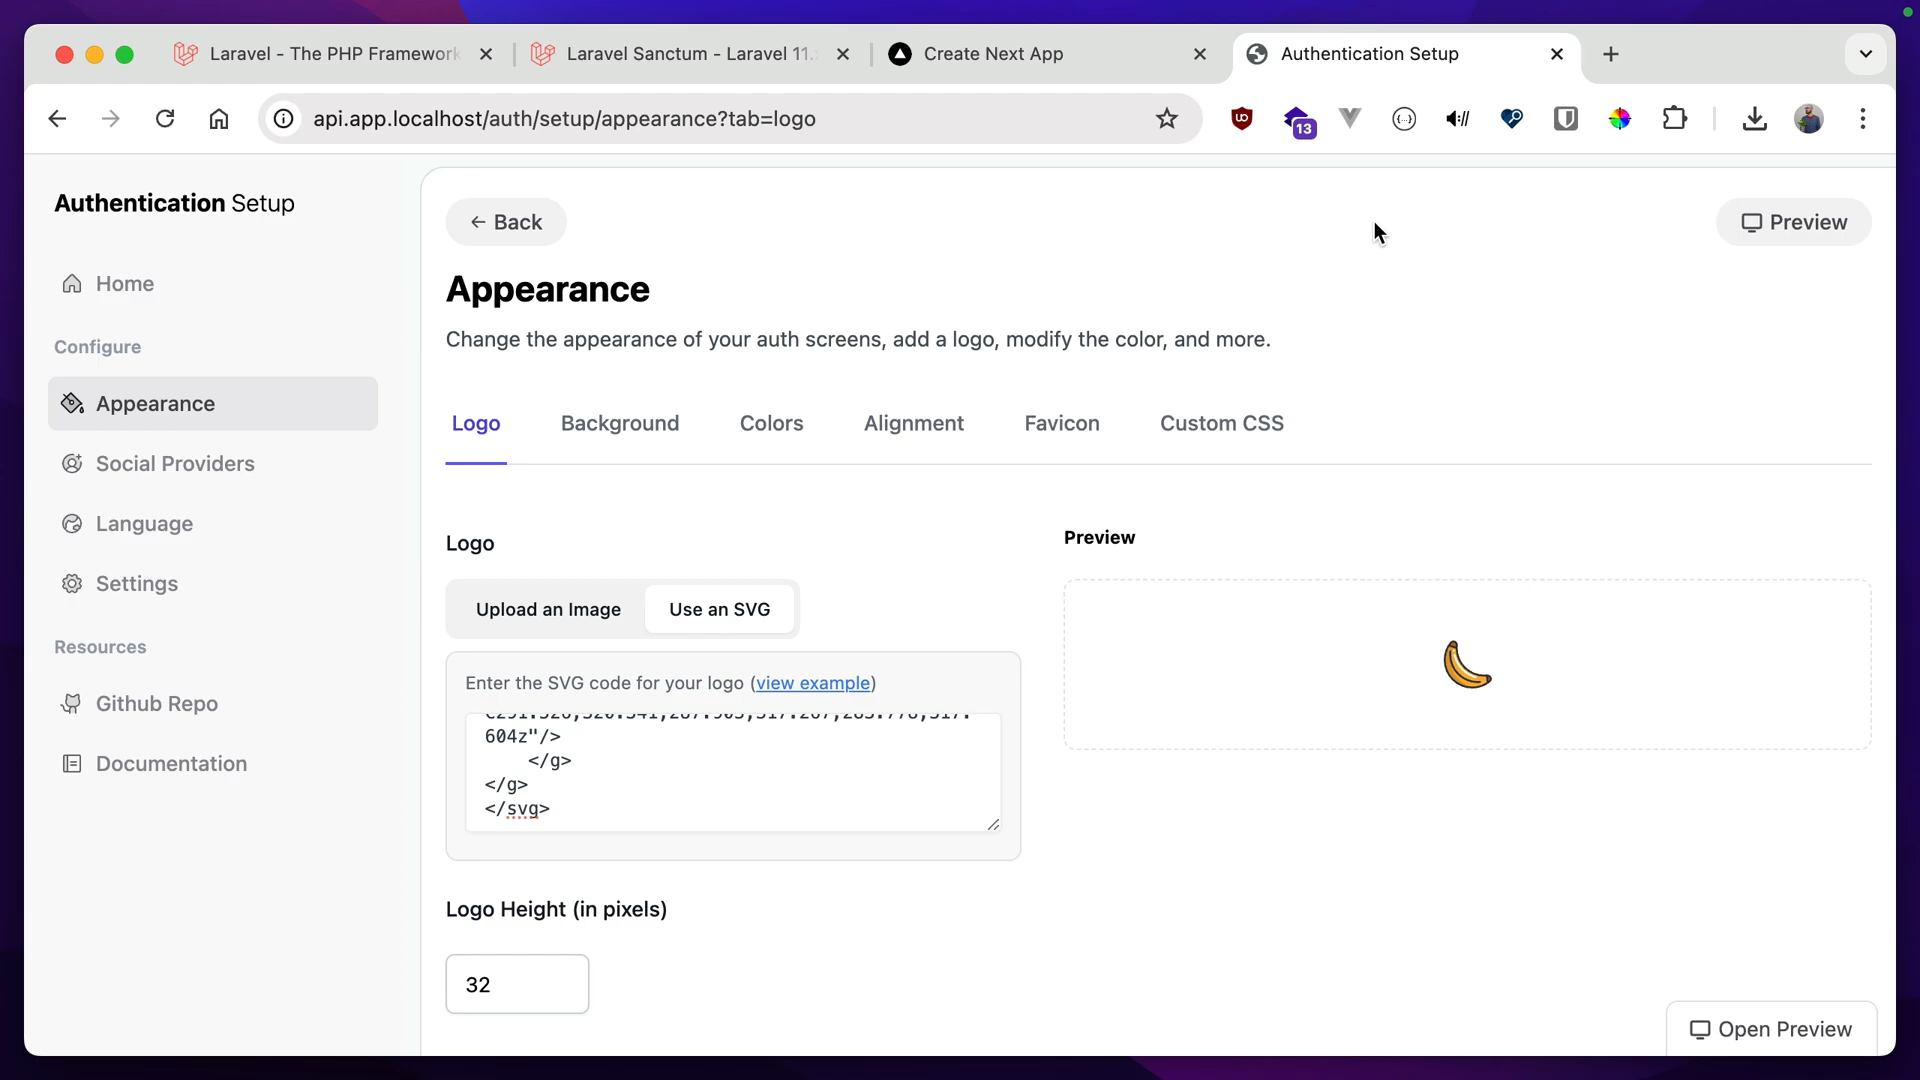 Laravel - The PHP Framework
Laravel Sanctum - Laravel 11.
Create Next App
Authentication Setup
api.app.localhost/auth/setup/appearance?tab=logo
13
Authentication Setup
Home
Configure
Appearance
Social Providers
Language
Settings
Resources
Github Repo
Documentation
← Back
Preview
Appearance
Change the appearance of your auth screens, add a logo, modify the color, and more.
Logo
Background
Colors
Alignment
Favicon
Custom CSS
Logo
Upload an Image
Use an SVG
Enter the SVG code for your logo (view example)
604z"/>
</g>
</g>
</svg>
Logo Height (in pixels)
32
Preview
Open Preview